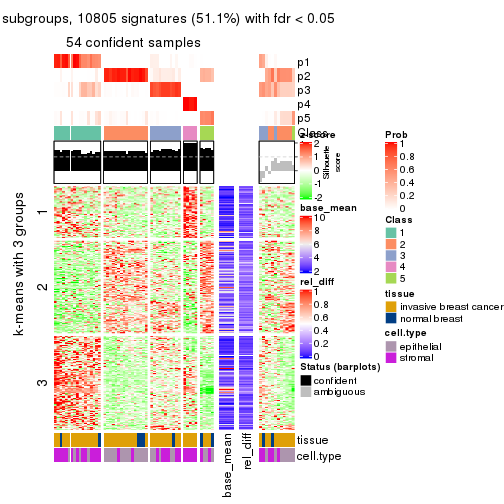 subgroups, 10805 signatures (51.1%) with fdr < 0.05
54 confident samples
p1
p2
p3
p4
p5
Class
k-means with 3 groups
1
2
3
z-score
2
1
0
-1
-2
Silhouette
score
base_mean
10
8
6
4
2
rel_diff
1
0.8
0.6
0.4
0.2
0
Status (barplots)
confident
ambiguous
Prob
1
0.8
0.6
0.4
0.2
0
Class
1
2
3
4
5
tissue
invasive breast cancer
normal breast
cell.type
epithelial
stromal
tissue
cell.type
base_mean
rel_diff